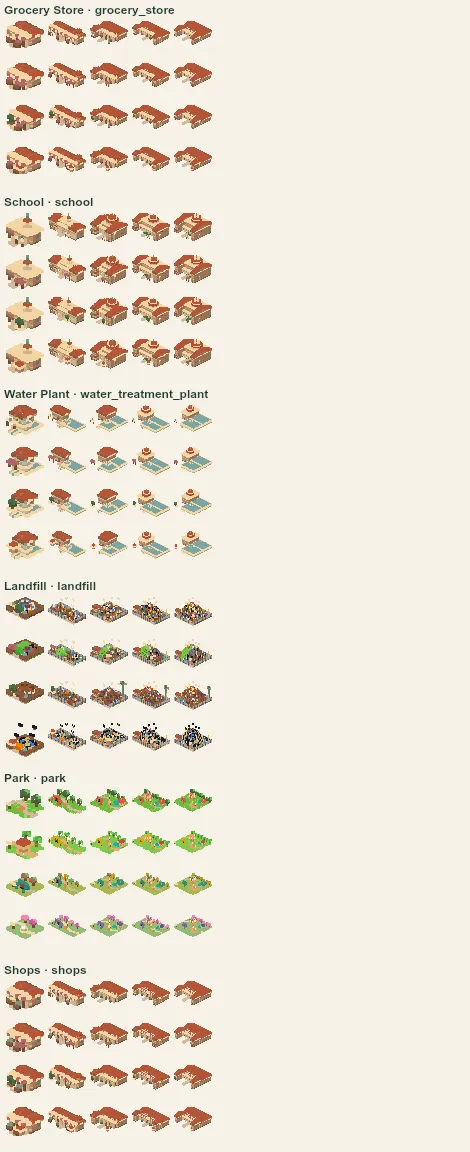 Grocery Store · grocery_store
School · school
Water Plant · water_treatment_plant
Landfill · landfill
Park · park
Shops · shops